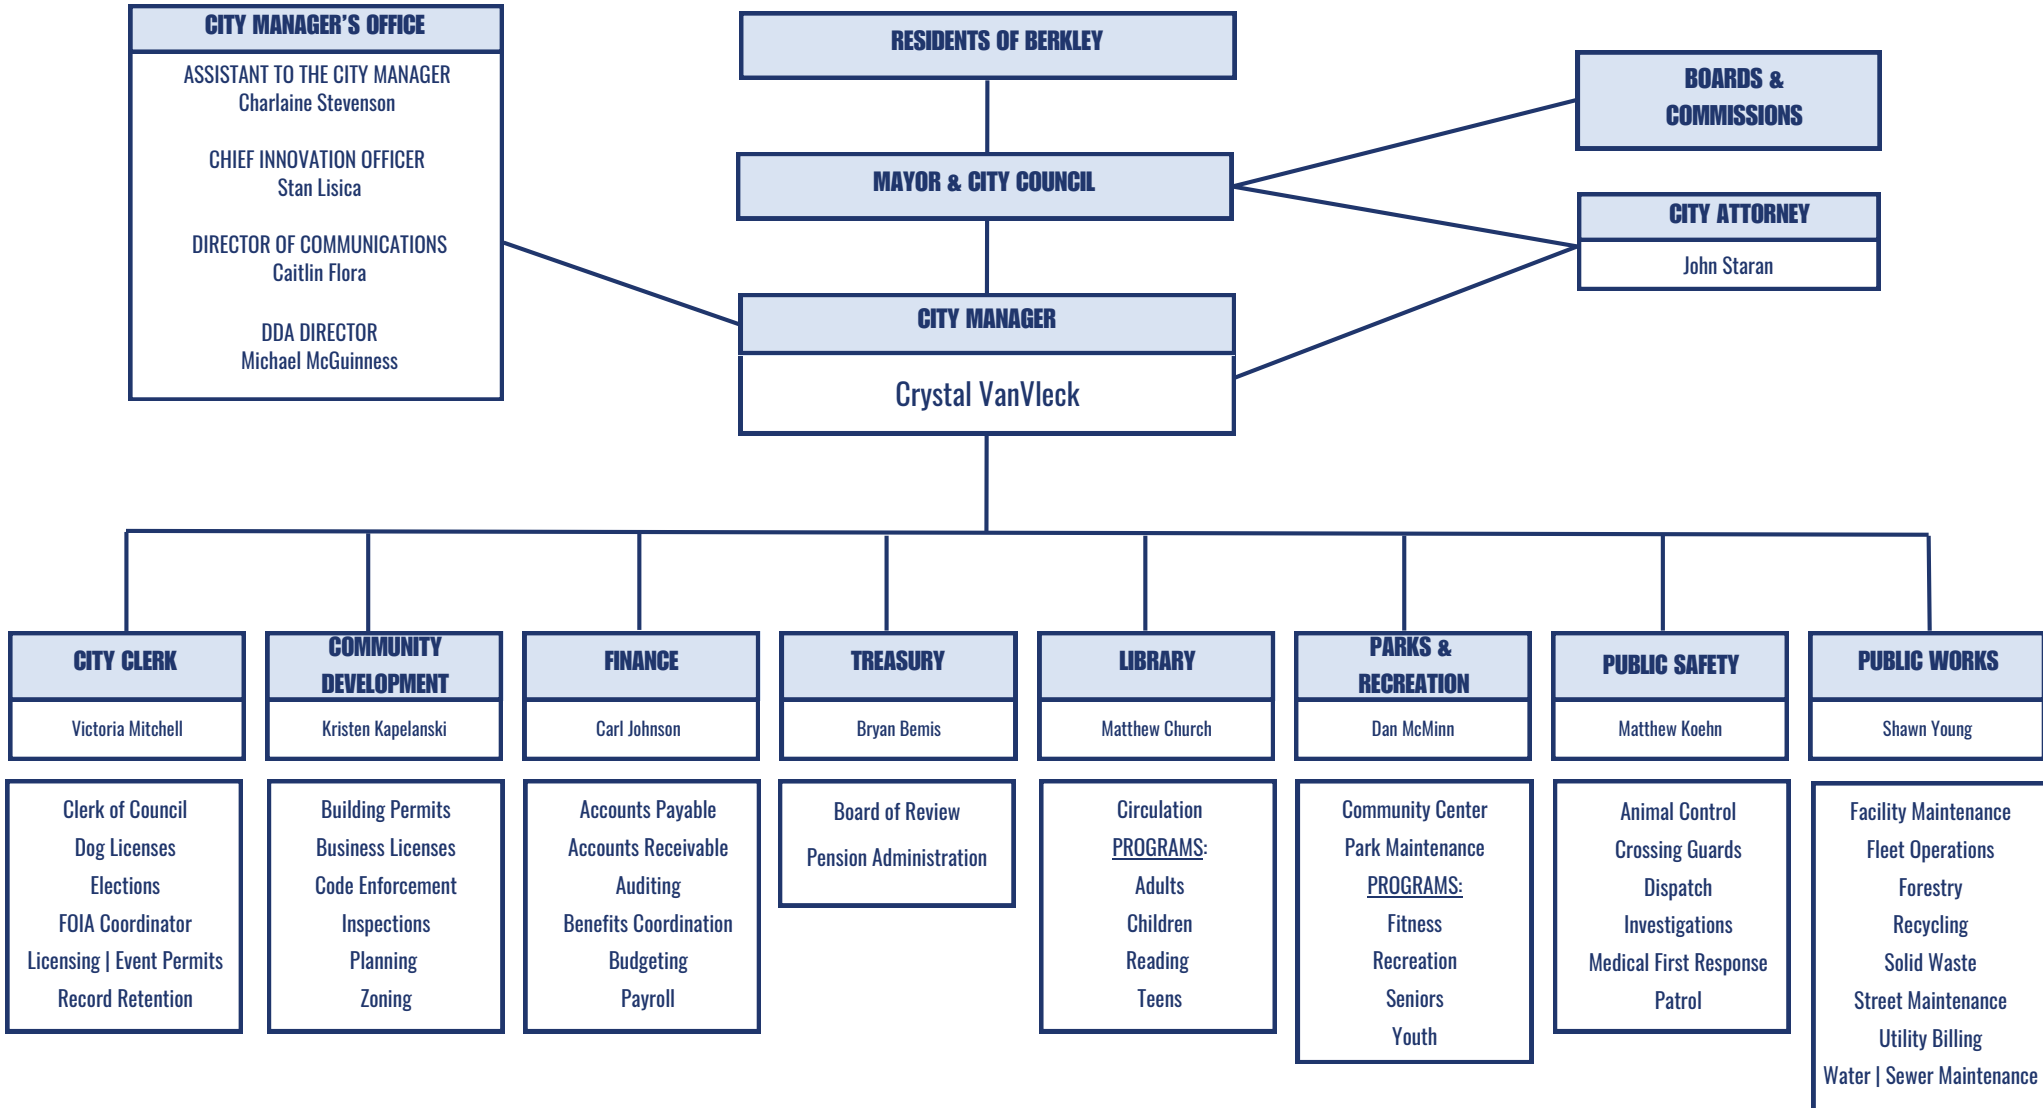 CITY MANAGER'S OFFICE
ASSISTANT TO THE CITY MANAGER
Charlaine Stevenson
CHIEF INNOVATION OFFICER
Stan Lisica
DIRECTOR OF COMMUNICATIONS
Caitlin Flora
DDA DIRECTOR
Michael McGuinness
RESIDENTS OF BERKLEY
MAYOR & CITY COUNCIL
BOARDS &
COMMISSIONS
CITY ATTORNEY
John Staran
CITY MANAGER
Crystal VanVleck
CITY CLERK
Victoria Mitchell
Clerk of Council
Dog Licenses
Elections
FOIA Coordinator
Licensing | Event Permits
Record Retention
COMMUNITY
DEVELOPMENT
Kristen Kapelanski
Building Permits
Business Licenses
Code Enforcement
Inspections
Planning
Zoning
FINANCE
Carl Johnson
Accounts Payable
Accounts Receivable
Auditing
Benefits Coordination
Budgeting
Payroll
TREASURY
Bryan Bemis
Board of Review
Pension Administration
LIBRARY
Matthew Church
Circulation
PROGRAMS:
Adults
Children
Reading
Teens
PARKS &
RECREATION
Dan McMinn
Community Center
Park Maintenance
PROGRAMS:
Fitness
Recreation
Seniors
Youth
PUBLIC SAFETY
Matthew Koehn
Animal Control
Crossing Guards
Dispatch
Investigations
Medical First Response
Patrol
PUBLIC WORKS
Shawn Young
Facility Maintenance
Fleet Operations
Forestry
Recycling
Solid Waste
Street Maintenance
Utility Billing
Water | Sewer Maintenance